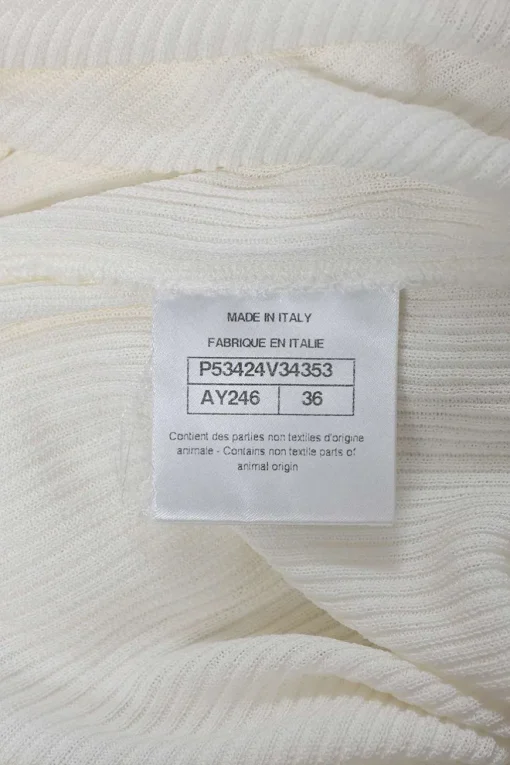 MADE IN ITALY
FABRIQUE EN ITALIE
P53424V34353
AY246 36
Contient des parties non textiles d'origine
animale - Contains non textile parts of
animal origin